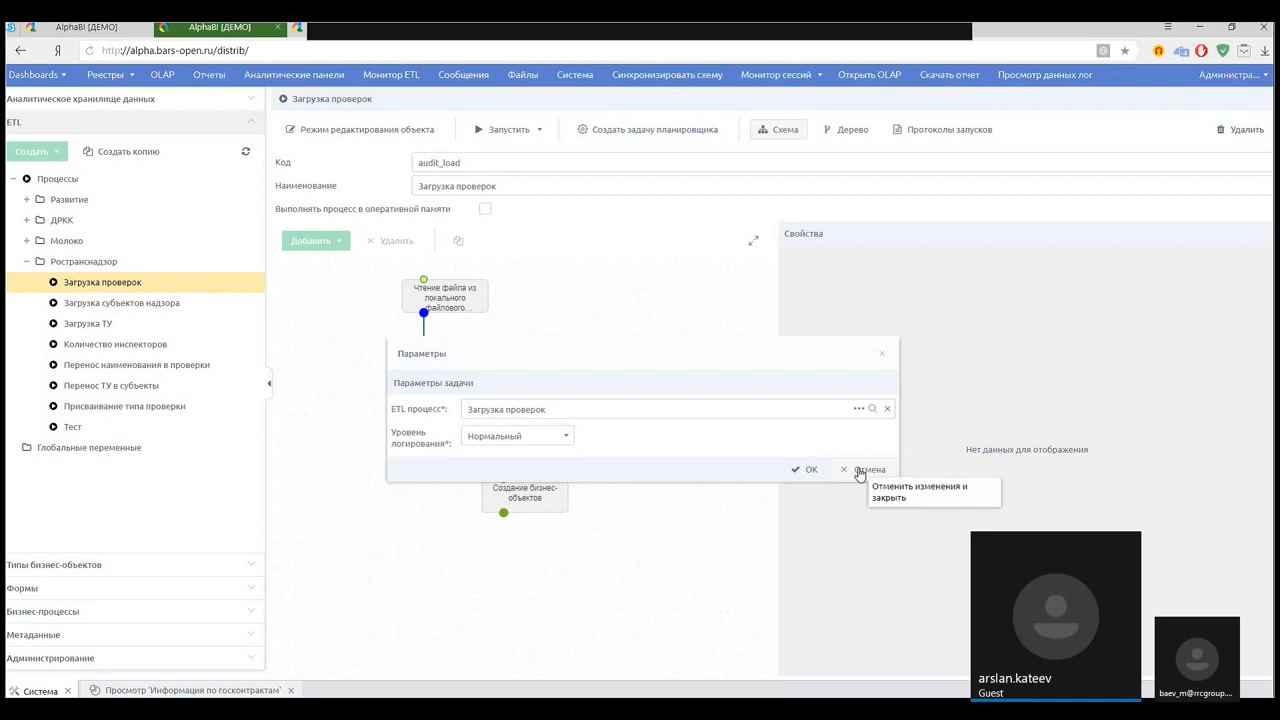 AlphaBI [ДЕМО]
AlphaBI [ДЕМО]
http://alpha.bars-open.ru/distrib/
Dashboards
Реестры
OLAP
Отчеты
Аналитические панели
Монитор ETL
Сообщения
Файлы
Система
Синхронизировать схему
Монитор сессий
Открыть OLAP
Скачать отчет
Просмотр данных лог
Администра...
Аналитическое хранилище данных
Загрузка проверок
ETL
Создать
Создать копию
Режим редактирования объекта
Запустить
Создать задачу планировщика
Схема
Дерево
Протоколы запусков
Удалить
Код
audit_load
Наименование
Загрузка проверок
Выполнять процесс в оперативной памяти
Процессы
Развитие
ДРКК
Молоко
Ространснадзор
Загрузка проверок
Загрузка субъектов надзора
Загрузка ТУ
Количество инспекторов
Перенос наименования в проверки
Перенос ТУ в субъекты
Присваивание типа проверки
Тест
Глобальные переменные
Добавить
Удалить
Свойства
Чтение файла из
локального
файлового...
Параметры
Параметры задачи
ETL процесс*:
Загрузка проверок
Уровень
логирования*:
Нормальный
OK
Отмена
Отменить изменения и
закрыть
Создание бизнес-
объектов
Нет данных для отображения
Типы бизнес-объектов
Формы
Бизнес-процессы
Метаданные
Администрирование
Система
Просмотр 'Информация по госконтрактам'
arslan.kateev
Guest
baev_m@rrcgroup....